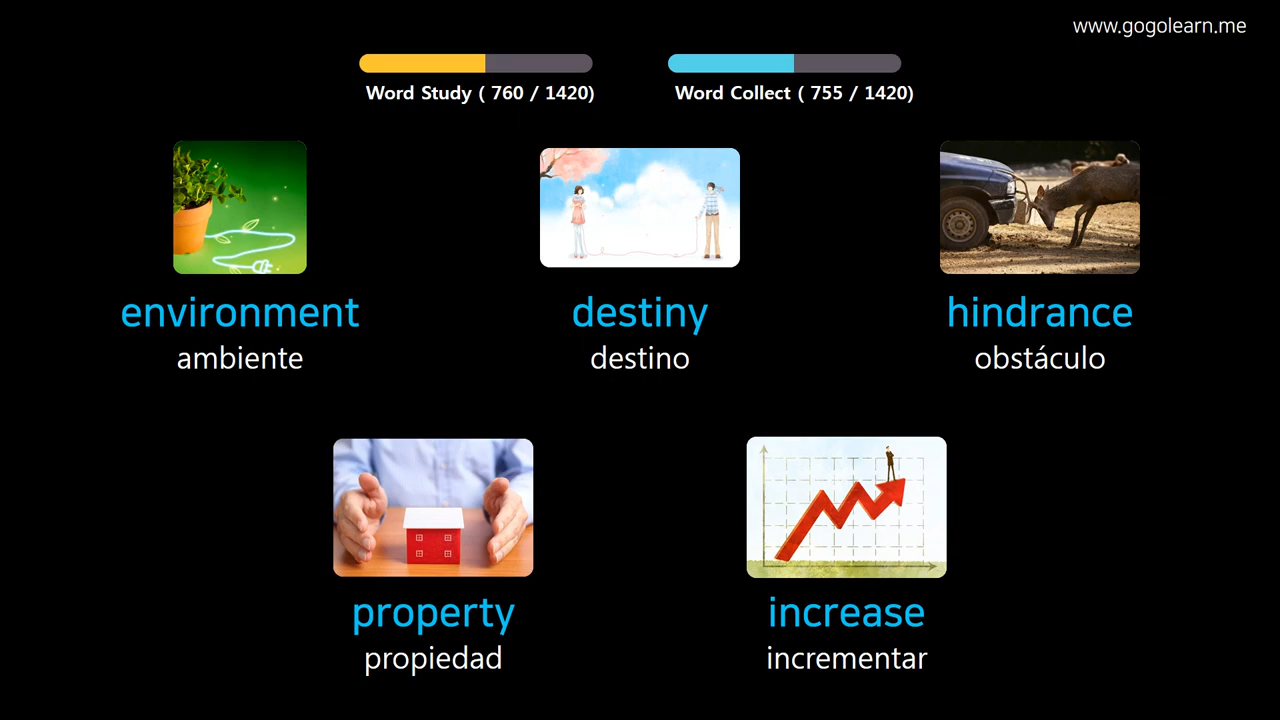 www.gogolearn.me
Word Study ( 760 / 1420)
Word Collect ( 755 / 1420)
environment
ambiente
destiny
destino
hindrance
obstáculo
property
propiedad
increase
incrementar